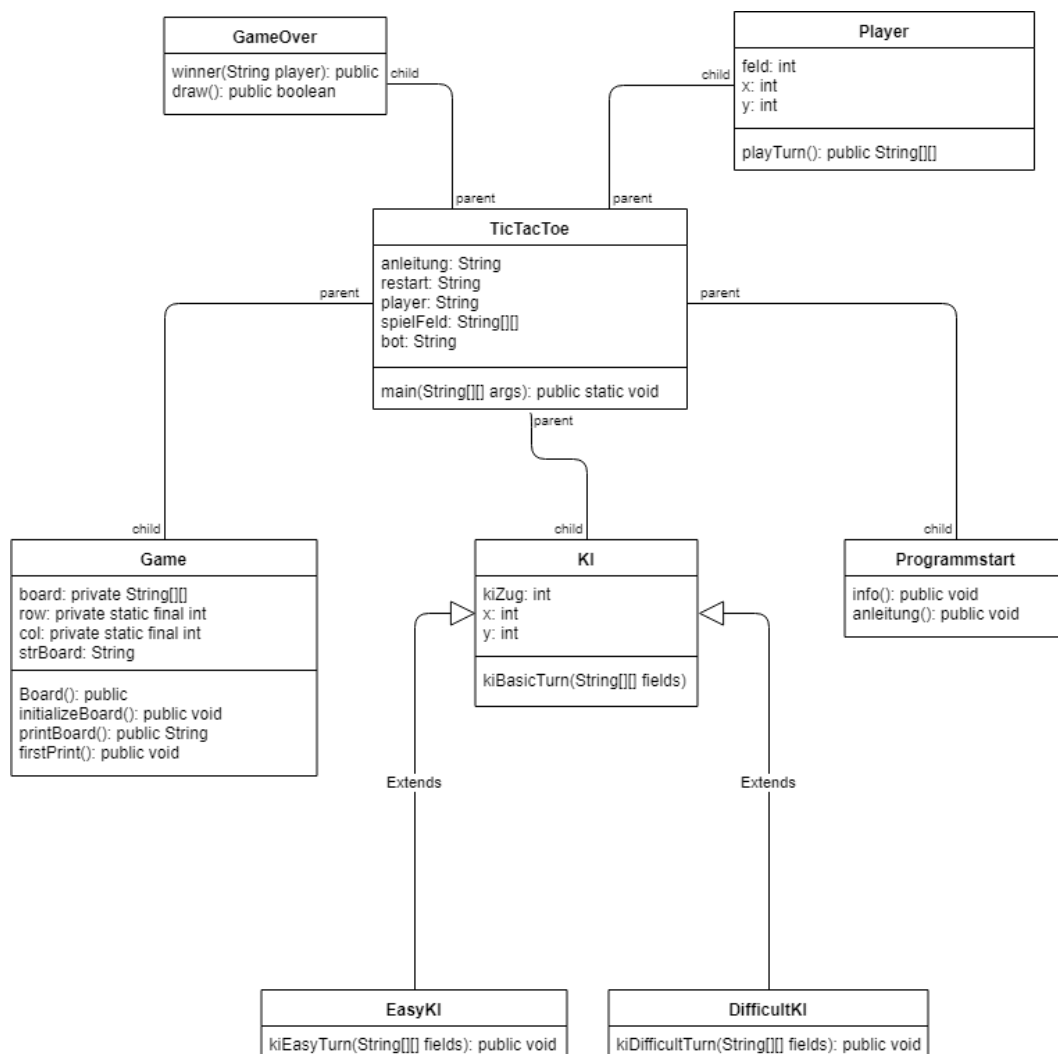 GameOver
winner(String player): public
draw(): public boolean
child
Player
feld: int
x: int
y: int
playTurn(): public String[][]
child
parent
parent
TicTacToe
anleitung: String
restart: String
player: String
spielFeld: String[][]
bot: String
main(String[][] args): public static void
parent
parent
parent
child
Game
board: private String[][]
row: private static final int
col: private static final int
strBoard: String
Board(): public
initializeBoard(): public void
printBoard(): public String
firstPrint(): public void
child
KI
kiZug: int
x: int
y: int
kiBasicTurn(String[][] fields)
child
Programmstart
info(): public void
anleitung(): public void
Extends
Extends
EasyKI
kiEasyTurn(String[][] fields): public void
DifficultKI
kiDifficultTurn(String[][] fields): public void